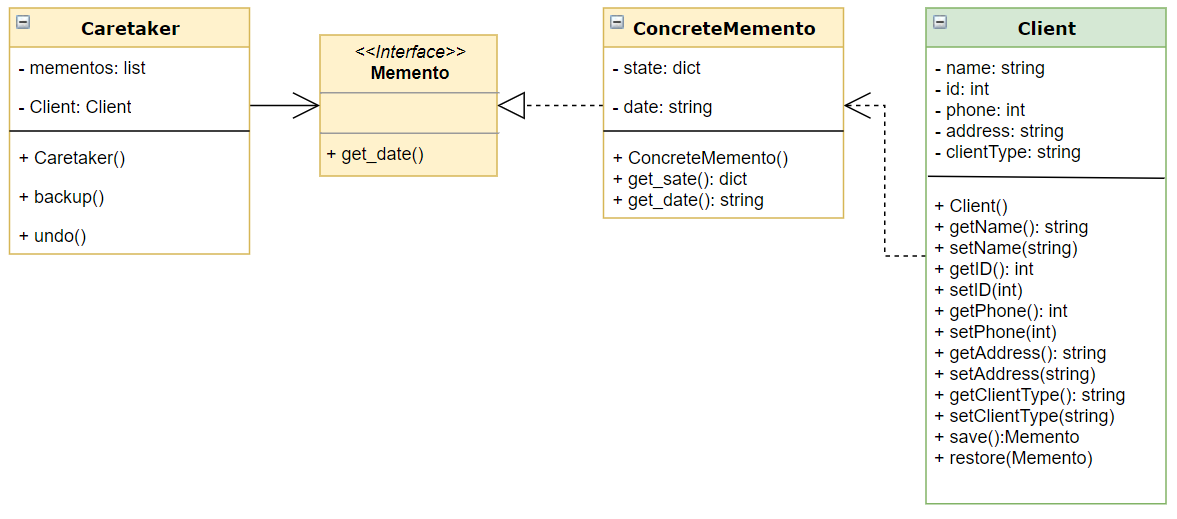 Caretaker
- mementos: list
- Client: Client
+ Caretaker()
+ backup()
+ undo()
<<Interface>>
Memento
+ get_date()
ConcreteMemento
- state: dict
- date: string
+ ConcreteMemento()
+ get_sate(): dict
+ get_date(): string
Client
- name: string
- id: int
- phone: int
- address: string
- clientType: string
+ Client()
+ getName(): string
+ setName(string)
+ getID(): int
+ setID(int)
+ getPhone(): int
+ setPhone(int)
+ getAddress(): string
+ setAddress(string)
+ getClientType(): string
+ setClientType(string)
+ save():Memento
+ restore(Memento)